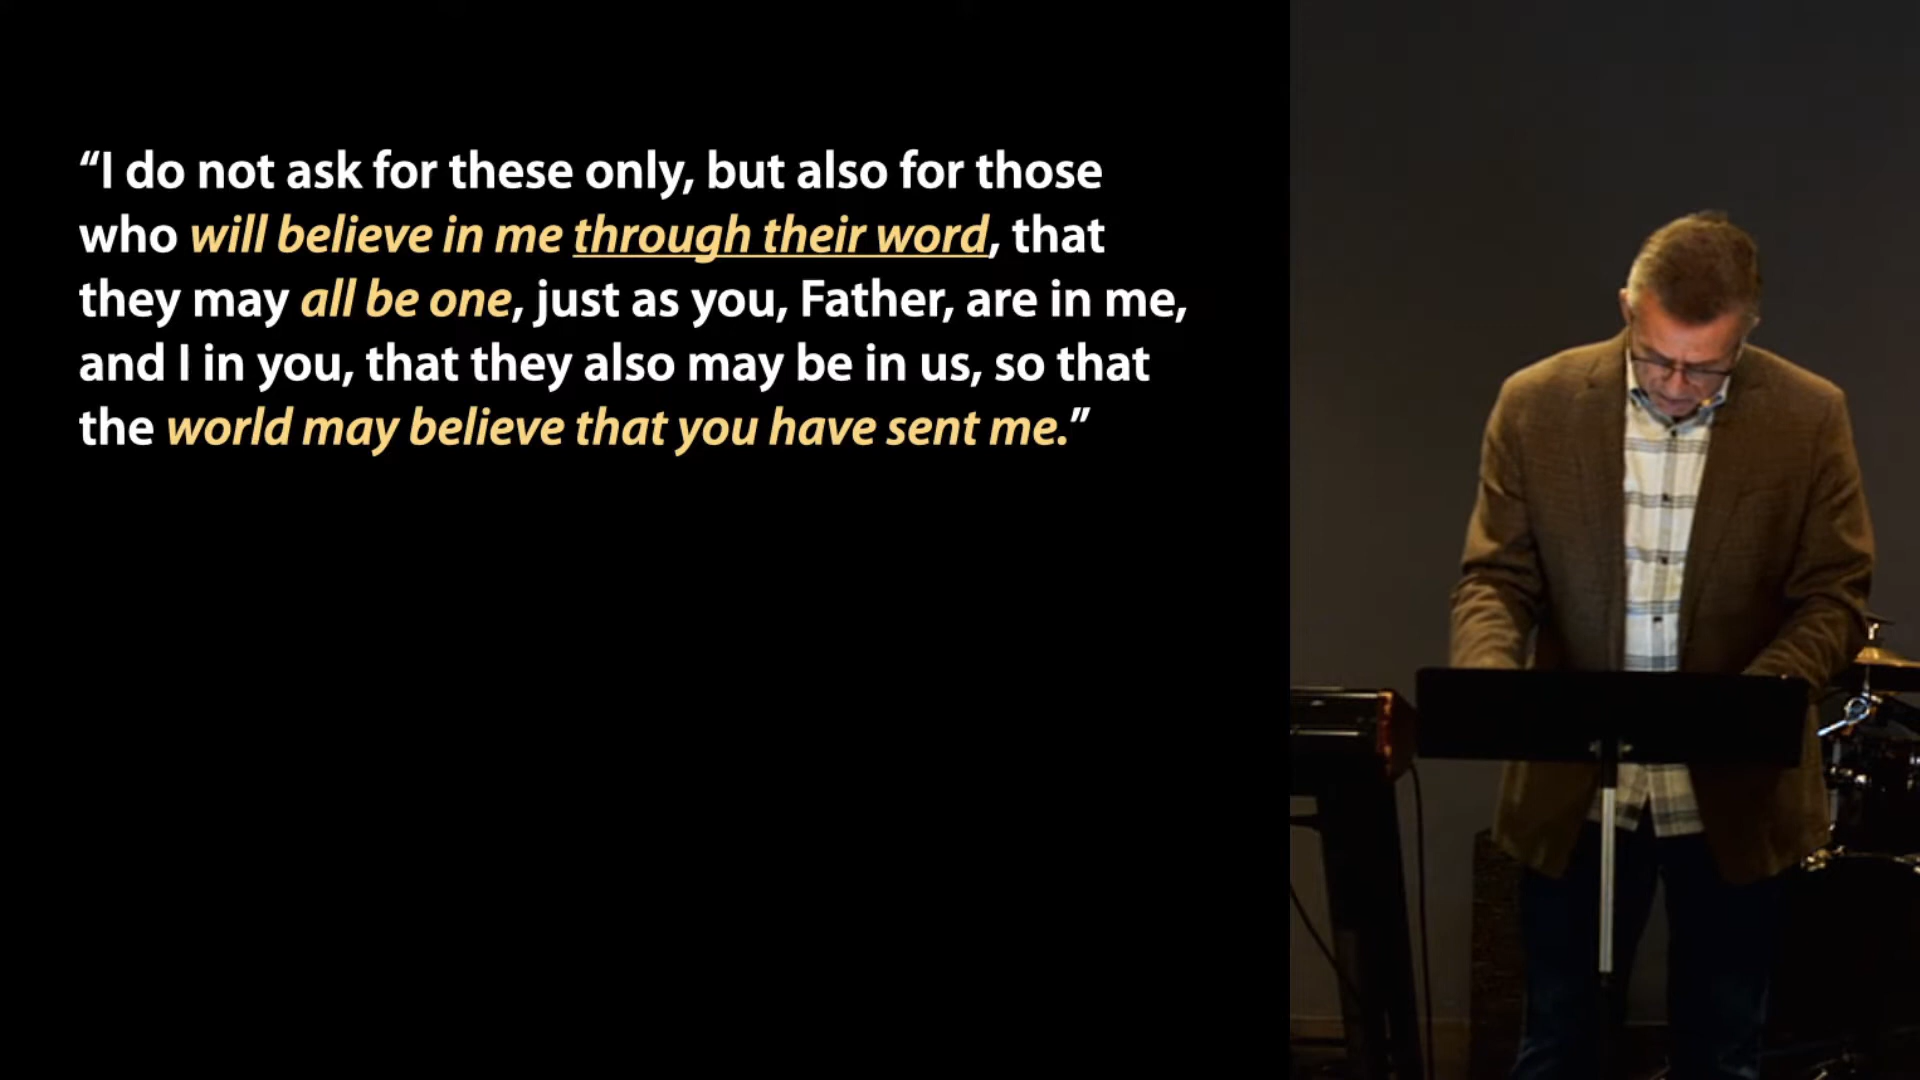 “I do not ask for these only, but also for those
who will believe in me through their word, that
they may all be one, just as you, Father, are in me,
and I in you, that they also may be in us, so that
the world may believe that you have sent me.”